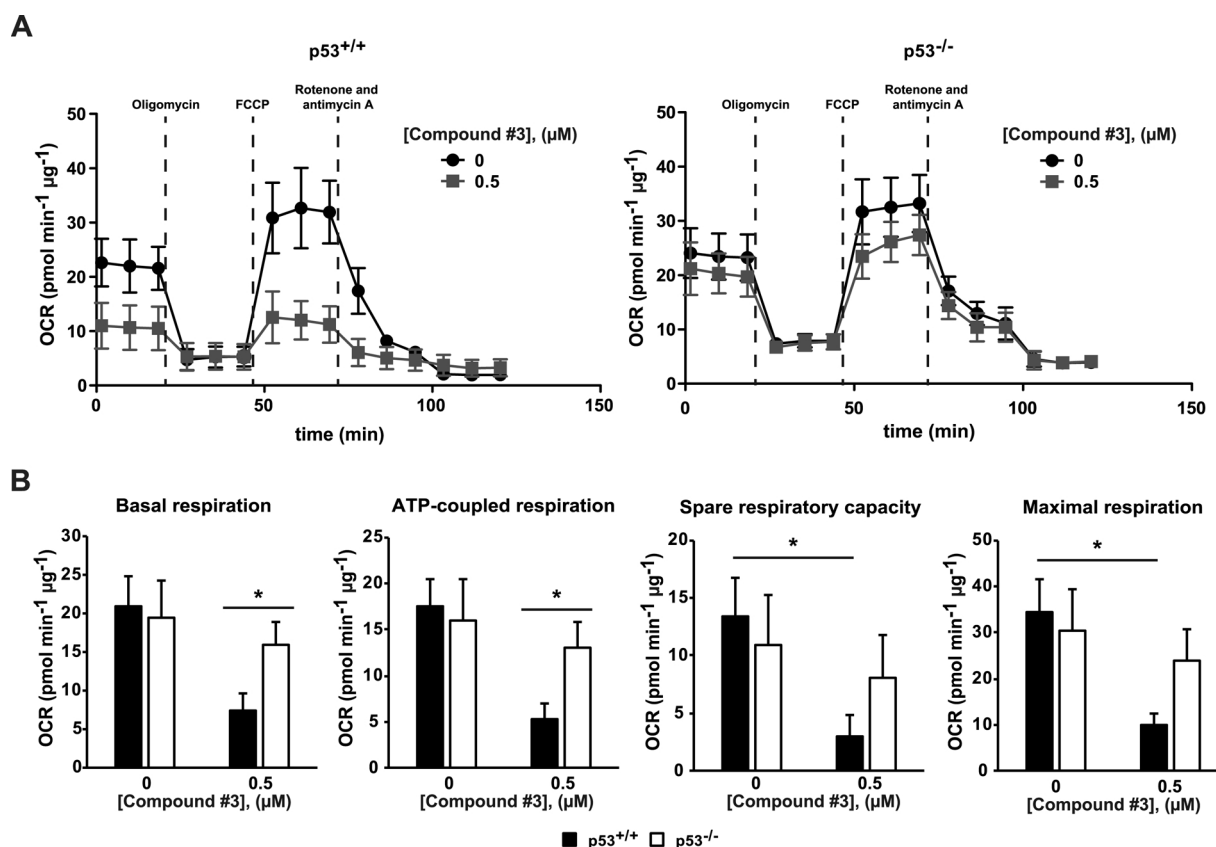 A
p53+/+
Oligomycin
FCCP
Rotenone and
antimycin A
[Compound #3], (µM)
0
0.5
OCR (pmol min-1 µg-1)
50
40
30
20
10
0
0
50
100
150
time (min)
p53-/-
Oligomycin
FCCP
Rotenone and
antimycin A
[Compound #3], (µM)
0
0.5
OCR (pmol min-1 µg-1)
50
40
30
20
10
0
0
50
100
150
time (min)
B
Basal respiration
OCR (pmol min-1 µg-1)
25
20
15
10
5
0
*
0
0.5
[Compound #3], (µM)
ATP-coupled respiration
OCR (pmol min-1 µg-1)
25
20
15
10
5
0
*
0
0.5
[Compound #3], (µM)
Spare respiratory capacity
OCR (pmol min-1 µg-1)
20
15
10
5
0
*
0
0.5
[Compound #3], (µM)
Maximal respiration
OCR (pmol min-1 µg-1)
50
40
30
20
10
0
*
0
0.5
[Compound #3], (µM)
p53+/+ p53-/-